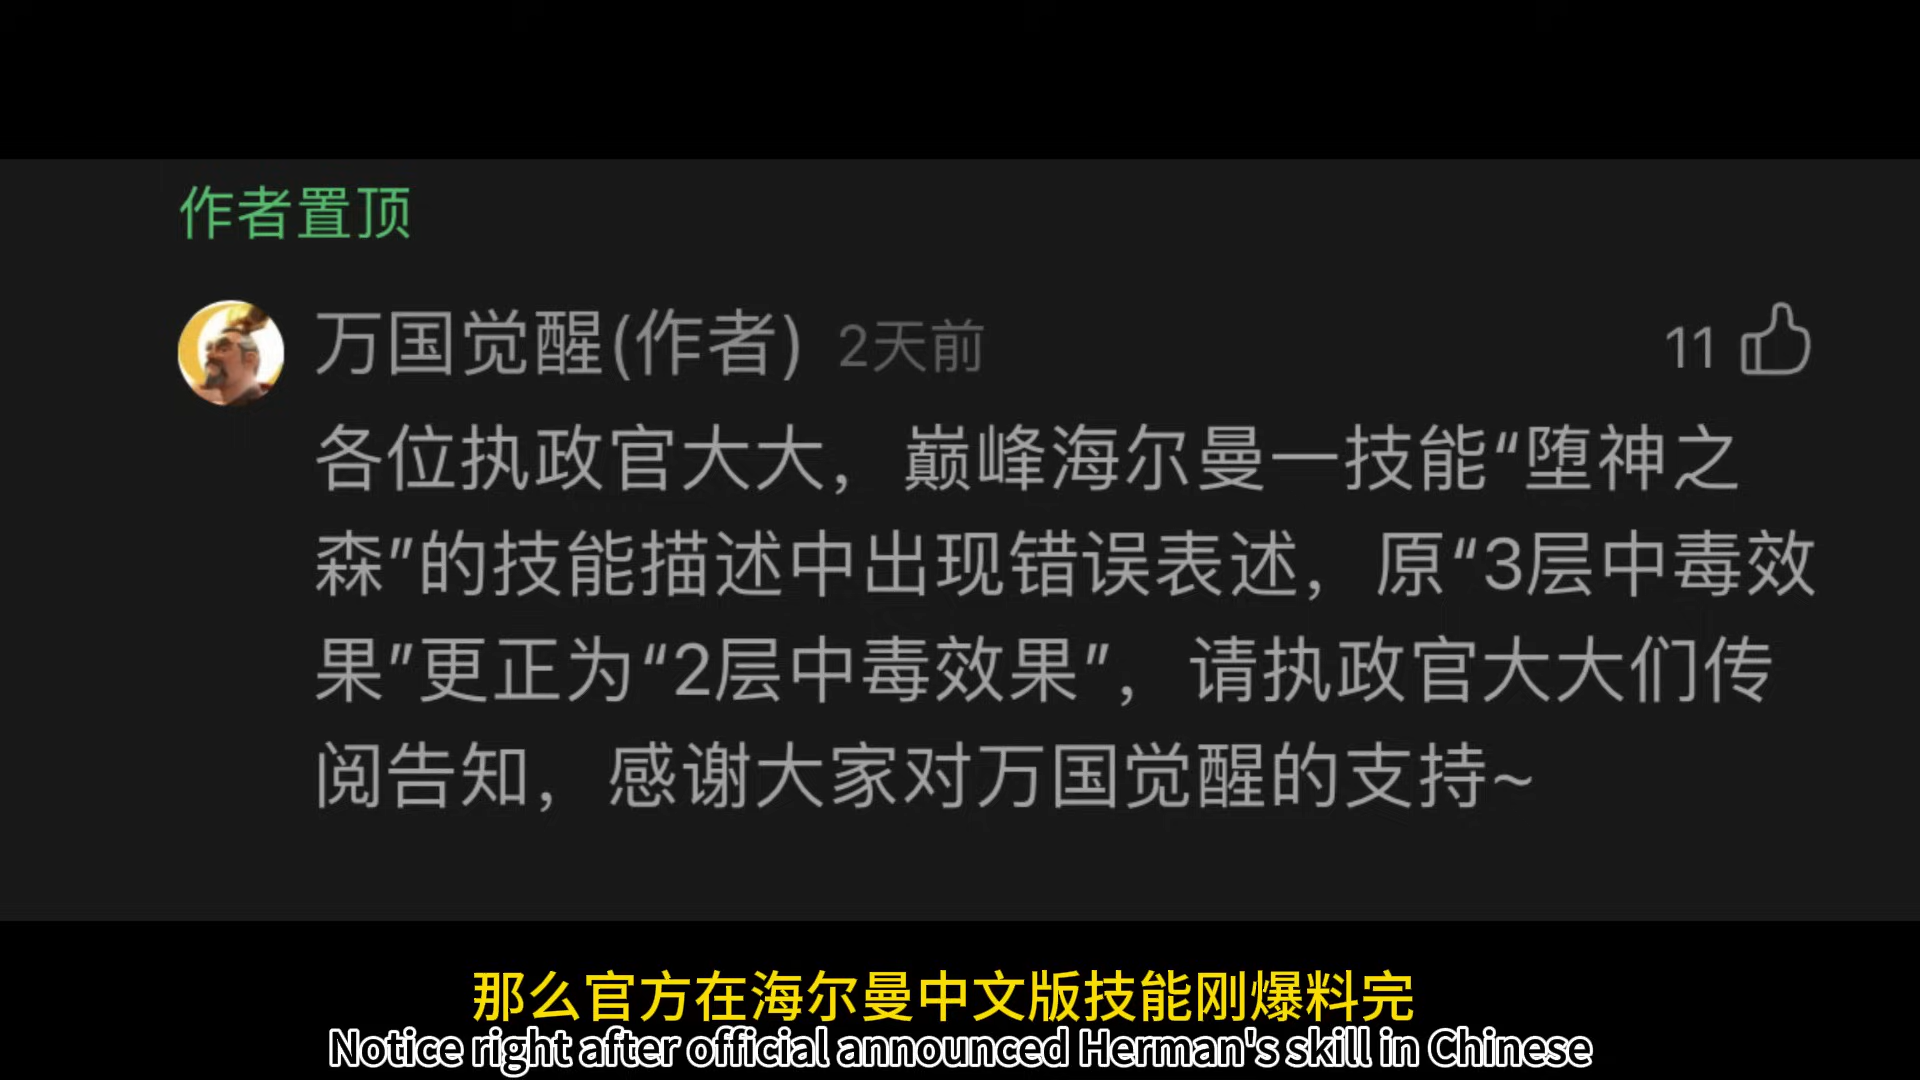 作者置顶
万国觉醒(作者) 2天前 11
各位执政官大大，巅峰海尔曼一技能“堕神之
森”的技能描述中出现错误表述，原“3层中毒效
果”更正为“2层中毒效果”，请执政官大大们传
阅告知，感谢大家对万国觉醒的支持~
那么官方在海尔曼中文版技能刚爆料完
Notice right after official announced Herman's skill in Chinese